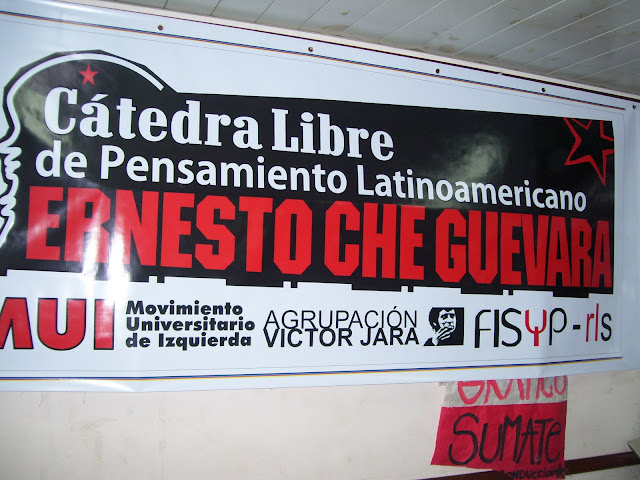 Cátedra Libre
de Pensamiento Latinoamericano
ERNESTO CHE GUEVARA
MUI
Movimiento
Universitario
de Izquierda
AGRUPACIÓN
VICTOR JARA
FISYP - rls
SUMATE